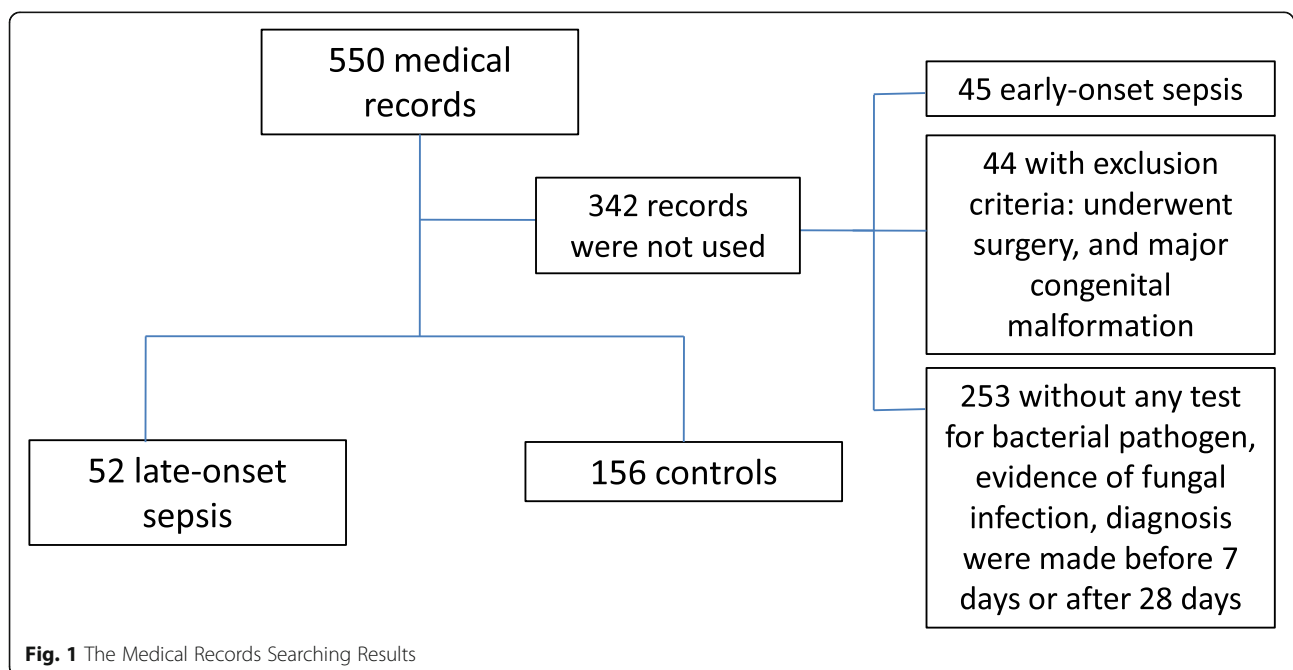 550 medical
records
342 records
were not used
45 early-onset sepsis
44 with exclusion
criteria: underwent
surgery, and major
congenital
malformation
253 without any test
for bacterial pathogen,
evidence of fungal
infection, diagnosis
were made before 7
days or after 28 days
52 late-onset
sepsis
156 controls
Fig. 1 The Medical Records Searching Results